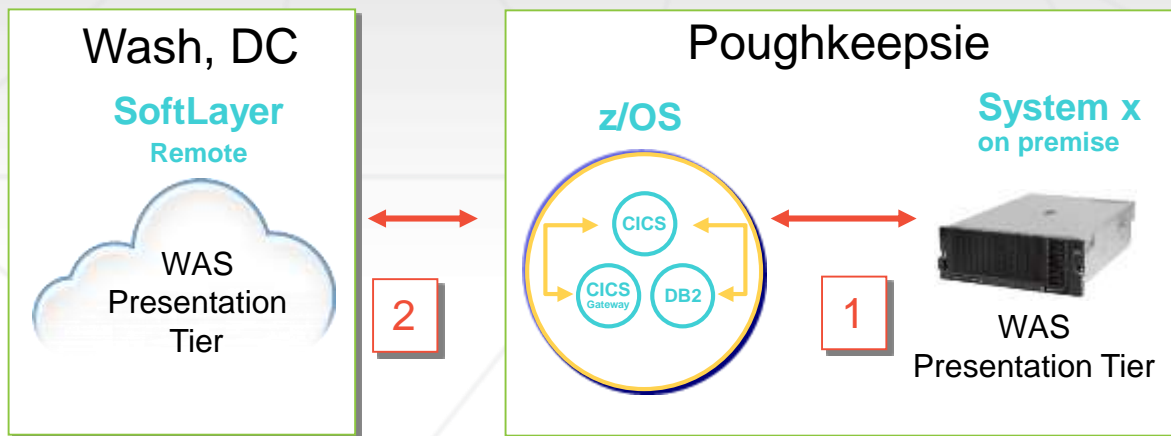 Wash, DC
SoftLayer
Remote
WAS
Presentation
Tier
2
Poughkeepsie
z/OS
CICS
CICS
Gateway
DB2
1
System x
on premise
WAS
Presentation Tier